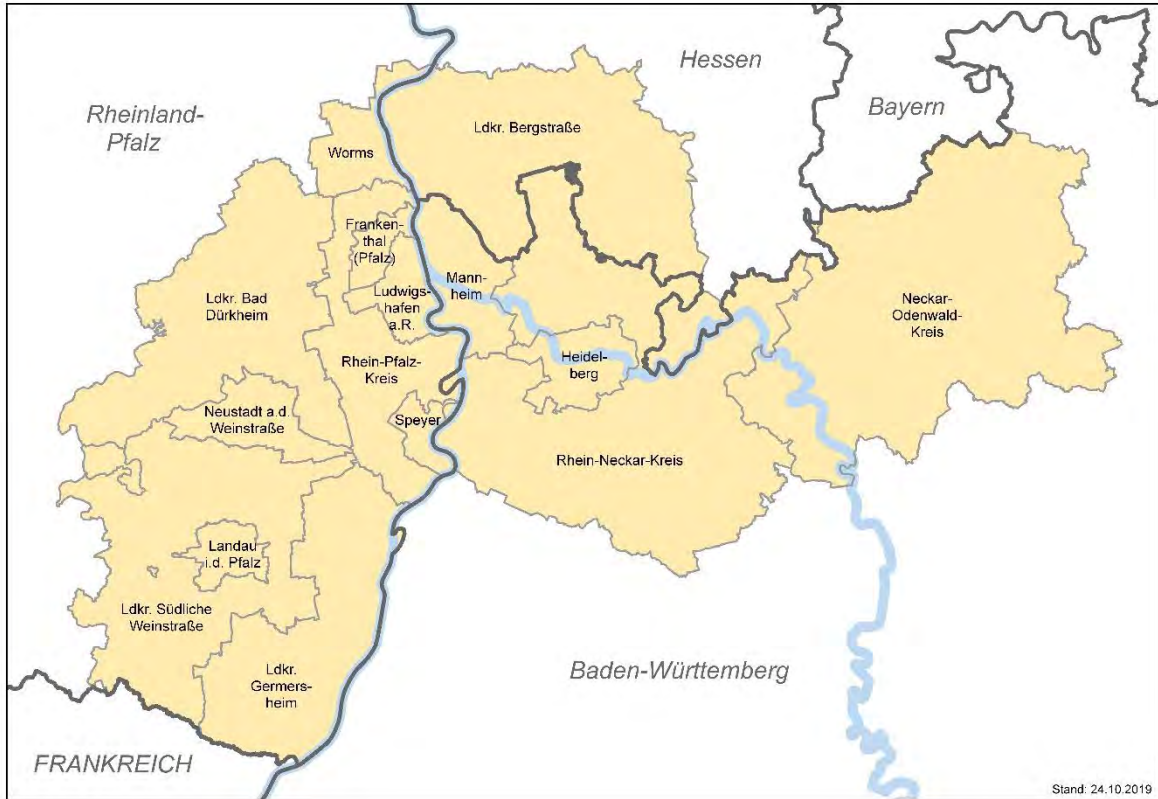 Hessen
Bayern
Rheinland-
Pfalz
Ldkr. Bergstraße
Worms
Franken-
thal
(Pfalz)
Mann-
heim
Ludwigs-
hafen
a.R.
Ldkr. Bad
Dürkheim
Neckar-
Odenwald-
Kreis
Rhein-Pfalz-
Kreis
Heidel-
berg
Neustadt a.d.
Weinstraße
Speyer
Rhein-Neckar-Kreis
Landau
i.d. Pfalz
Ldkr. Südliche
Weinstraße
Ldkr.
Germers-
heim
Baden-Württemberg
FRANKREICH
Stand: 24.10.2019